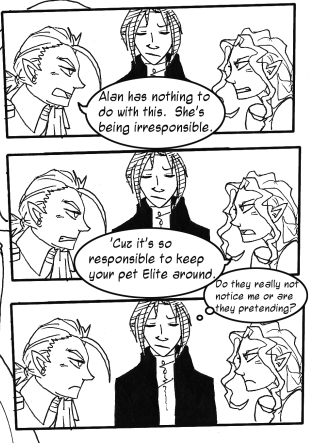 Alan has nothing to
do with this. She's
being irresponsible.
'Cuz it's so
responsible to keep
your pet Elite around.
Do they really not
notice me or are
they pretending?